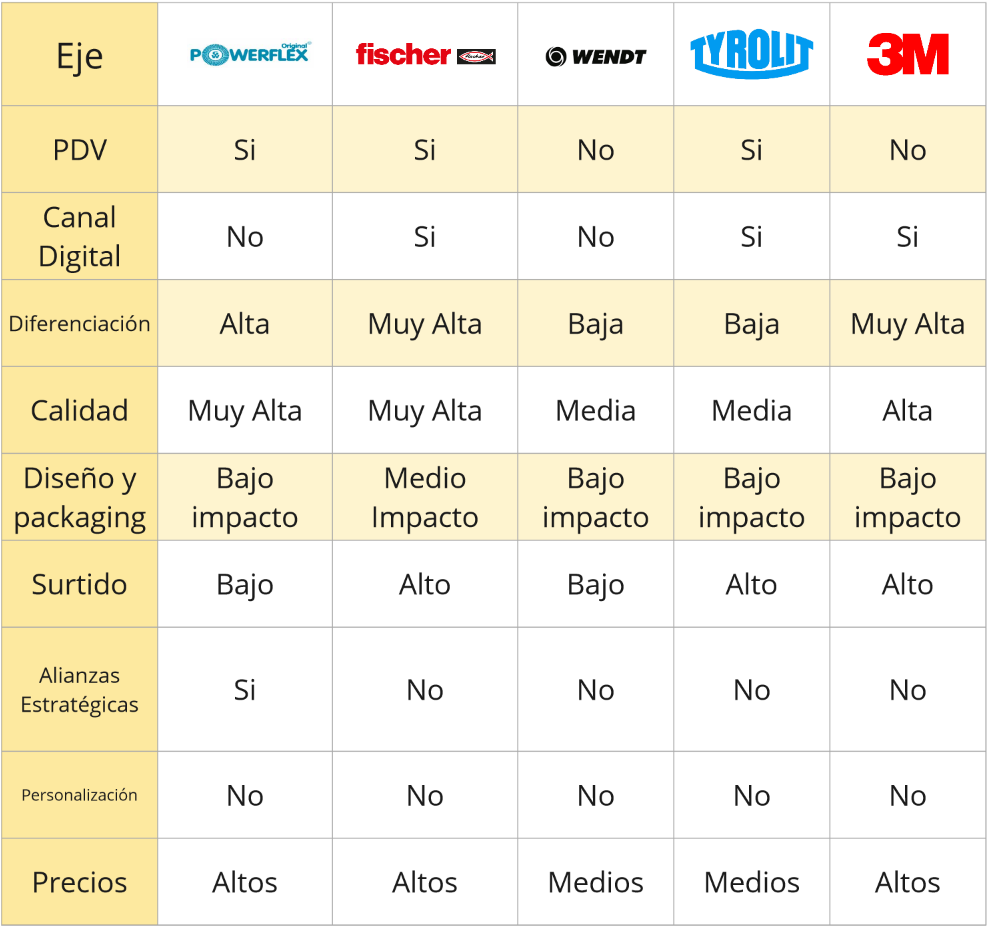 Eje POWERFLEX Original fischer WENDT TYROLIT 3M
PDV Si Si No Si No
Canal
Digital No Si No Si Si
Diferenciación Alta Muy Alta Baja Baja Muy Alta
Calidad Muy Alta Muy Alta Media Media Alta
Diseño y Bajo Medio Bajo Bajo Bajo
packaging impacto Impacto impacto impacto impacto
Surtido Bajo Alto Bajo Alto Alto
Alianzas
Estratégicas Si No No No No
Personalización No No No No No
Precios Altos Altos Medios Medios Altos